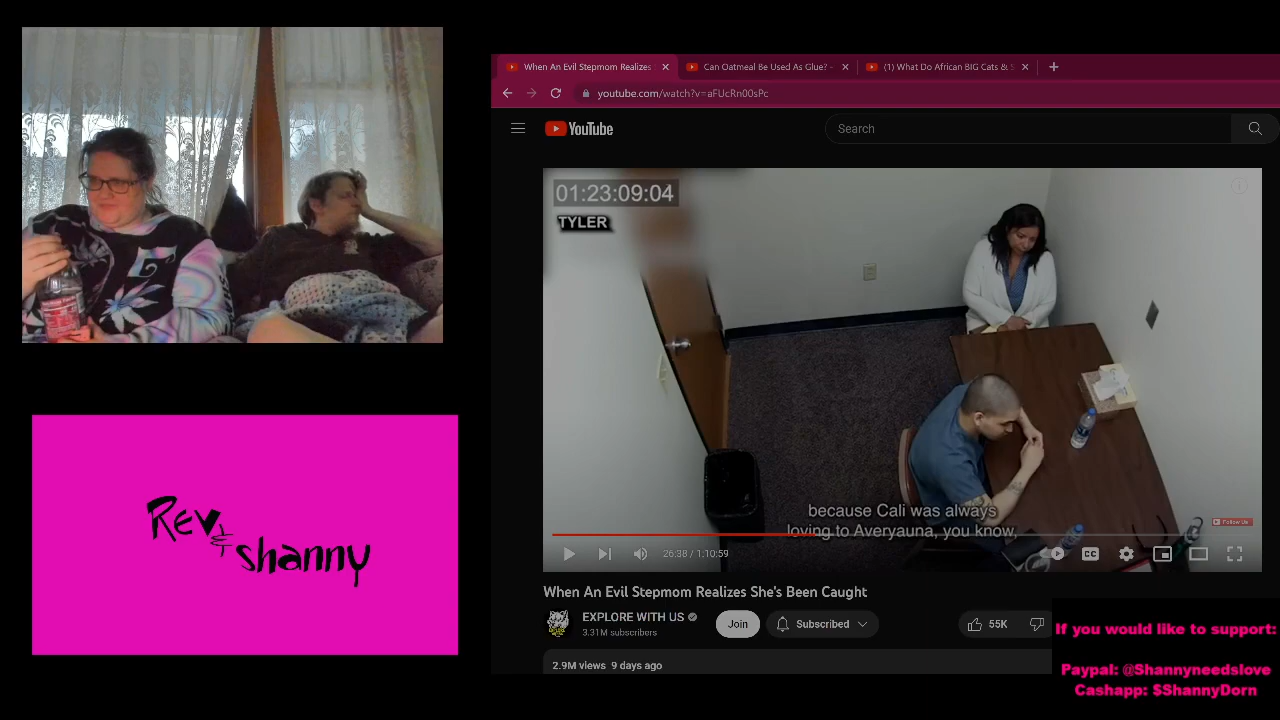 When An Evil Stepmom Realizes
Can Oatmeal Be Used As Glue? -
(1) What Do African BIG Cats & S
youtube.com/watch?v=aFUcRn00sPc
YouTube
Search
01:23:09:04
TYLER
because Cali was always
loving to Averyauna, you know,
Follow Us
26:38 / 1:10:59
CC
When An Evil Stepmom Realizes She's Been Caught
EXPLORE WITH US
3.31M subscribers
Join
Subscribed
55K
2.9M views 9 days ago
Rev
&
shanny
If you would like to support:
Paypal: @Shannyneedslove
Cashapp: $ShannyDorn